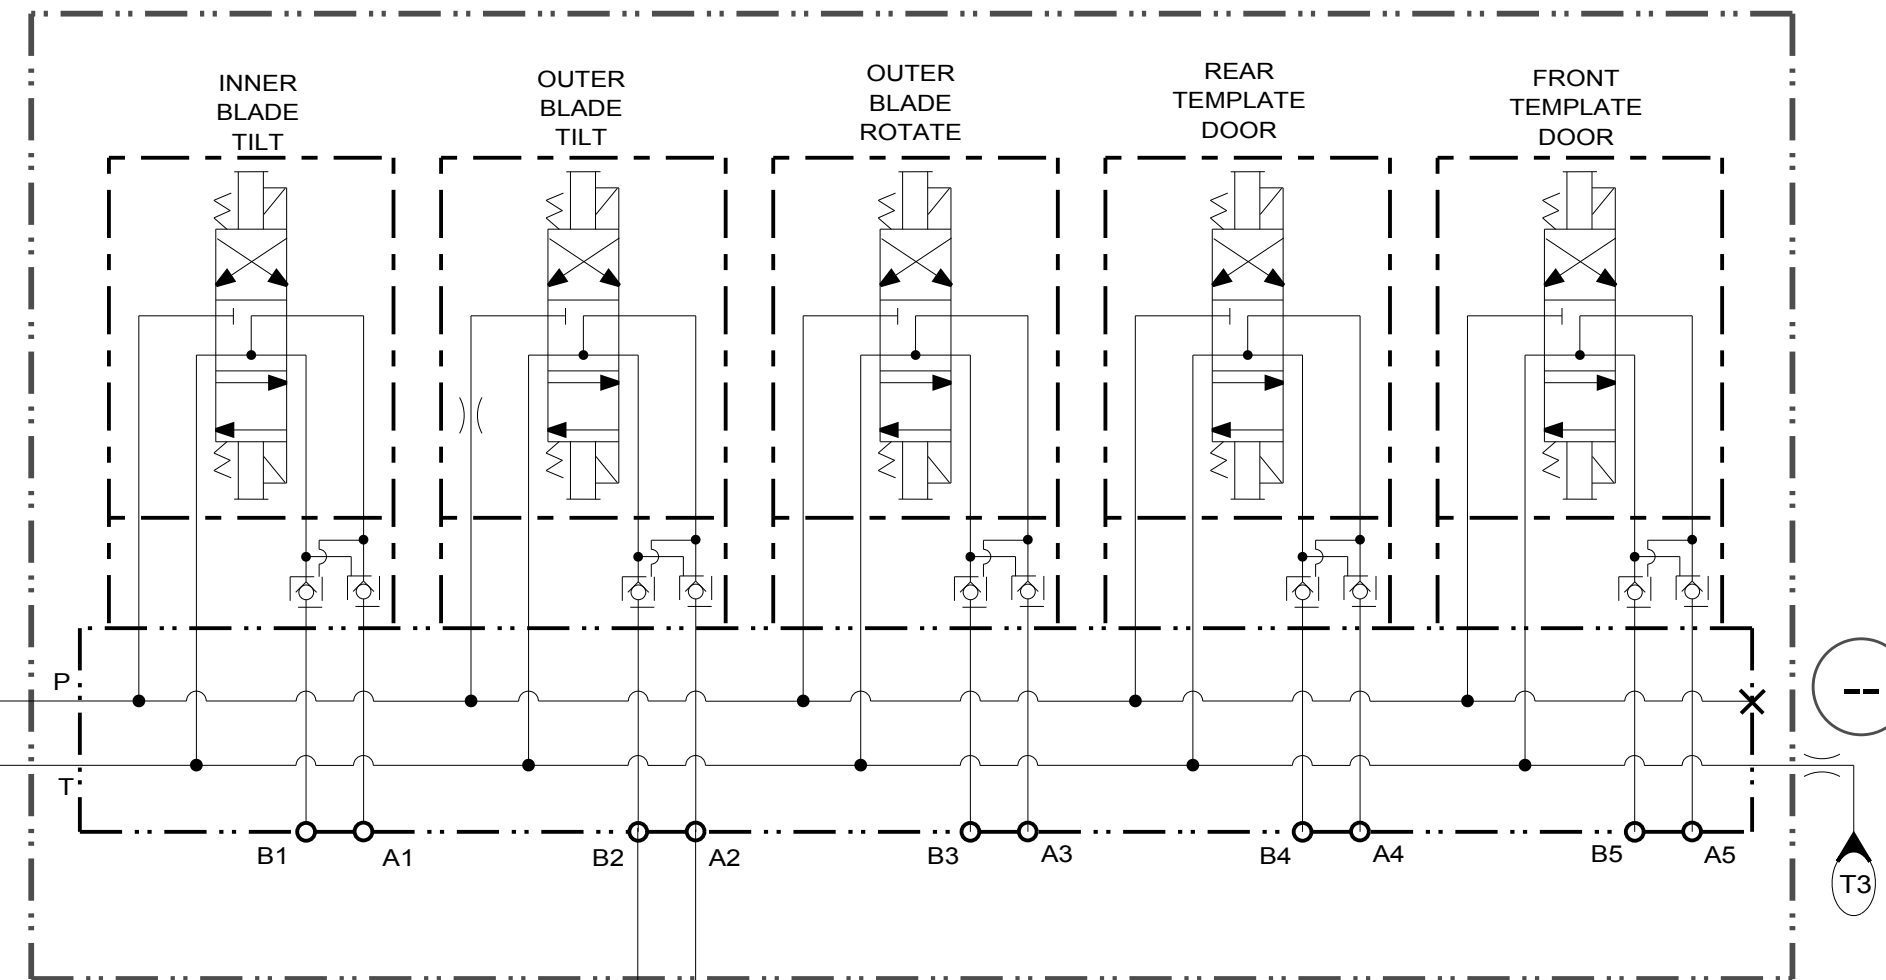 INNER
BLADE
TILT
OUTER
BLADE
TILT
OUTER
BLADE
ROTATE
REAR
TEMPLATE
DOOR
FRONT
TEMPLATE
DOOR
P
--
T
B1
A1
B2
A2
B3
A3
B4
A4
B5
A5
T3